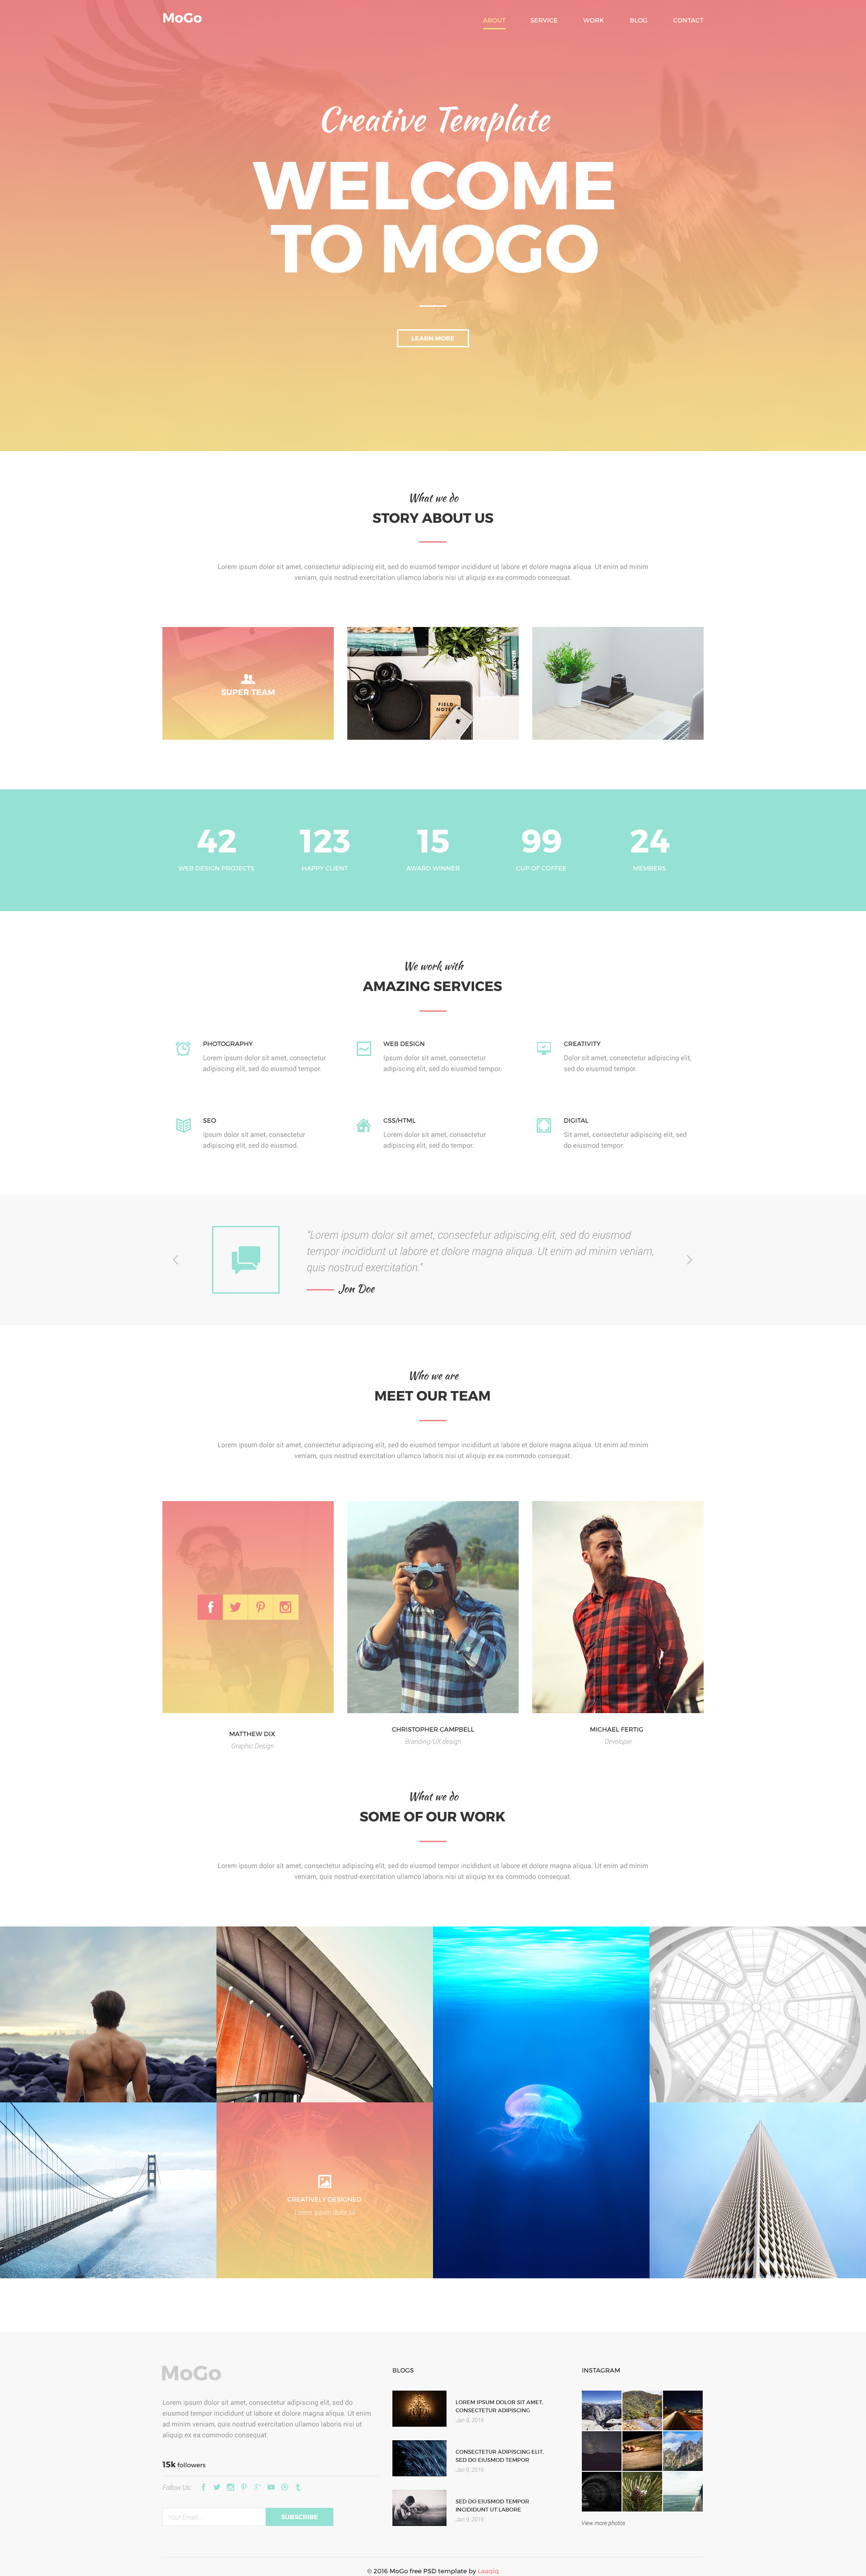 MoGo
ABOUT SERVICE WORK BLOG CONTACT
Creative Template
WELCOME
TO MOGO
LEARN MORE
What we do
STORY ABOUT US
Lorem ipsum dolor sit amet, consectetur adipiscing elit, sed do eiusmod tempor incididunt ut labore et dolore magna aliqua. Ut enim ad minim
veniam, quis nostrud exercitation ullamco laboris nisi ut aliquip ex ea commodo consequat.
SUPER TEAM
FIELD
NOTES
42 123 15 99 24
WEB DESIGN PROJECTS HAPPY CLIENT AWARD WINNER CUP OF COFFEE MEMBERS
We work with
AMAZING SERVICES
PHOTOGRAPHY
Lorem ipsum dolor sit amet, consectetur
adipiscing elit, sed do eiusmod tempor.
WEB DESIGN
Ipsum dolor sit amet, consectetur
adipiscing elit, sed do eiusmod tempor.
CREATIVITY
Dolor sit amet, consectetur adipiscing elit,
sed do eiusmod tempor.
SEO
Ipsum dolor sit amet, consectetur
adipiscing elit, sed do eiusmod.
CSS/HTML
Lorem dolor sit amet, consectetur
adipiscing elit, sed do tempor.
DIGITAL
Sit amet, consectetur adipiscing elit, sed
do eiusmod tempor.
"Lorem ipsum dolor sit amet, consectetur adipiscing elit, sed do eiusmod
tempor incididunt ut labore et dolore magna aliqua. Ut enim ad minim veniam,
quis nostrud exercitation."
Jon Doe
Who we are
MEET OUR TEAM
Lorem ipsum dolor sit amet, consectetur adipiscing elit, sed do eiusmod tempor incididunt ut labore et dolore magna aliqua. Ut enim ad minim
veniam, quis nostrud exercitation ullamco laboris nisi ut aliquip ex ea commodo consequat.
MATTHEW DIX
Graphic Design
CHRISTOPHER CAMPBELL
Branding/UX design
MICHAEL FERTIG
Developer
What we do
SOME OF OUR WORK
Lorem ipsum dolor sit amet, consectetur adipiscing elit, sed do eiusmod tempor incididunt ut labore et dolore magna aliqua. Ut enim ad minim
veniam, quis nostrud exercitation ullamco laboris nisi ut aliquip ex ea commodo consequat.
CREATIVELY DESIGNED
Lorem ipsum dolor sit
MoGo
Lorem ipsum dolor sit amet, consectetur adipiscing elit, sed do
eiusmod tempor incididunt ut labore et dolore magna aliqua. Ut enim
ad minim veniam, quis nostrud exercitation ullamco laboris nisi ut
aliquip ex ea commodo consequat.
15k followers
Follow Us:
Your Email...
SUBSCRIBE
BLOGS
LOREM IPSUM DOLOR SIT AMET,
CONSECTETUR ADIPISCING
Jan 9, 2016
CONSECTETUR ADIPISCING ELIT,
SED DO EIUSMOD TEMPOR
Jan 9, 2016
SED DO EIUSMOD TEMPOR
INCIDIDUNT UT LABORE
Jan 9, 2016
INSTAGRAM
View more photos
© 2016 MoGo free PSD template by Laaqiq